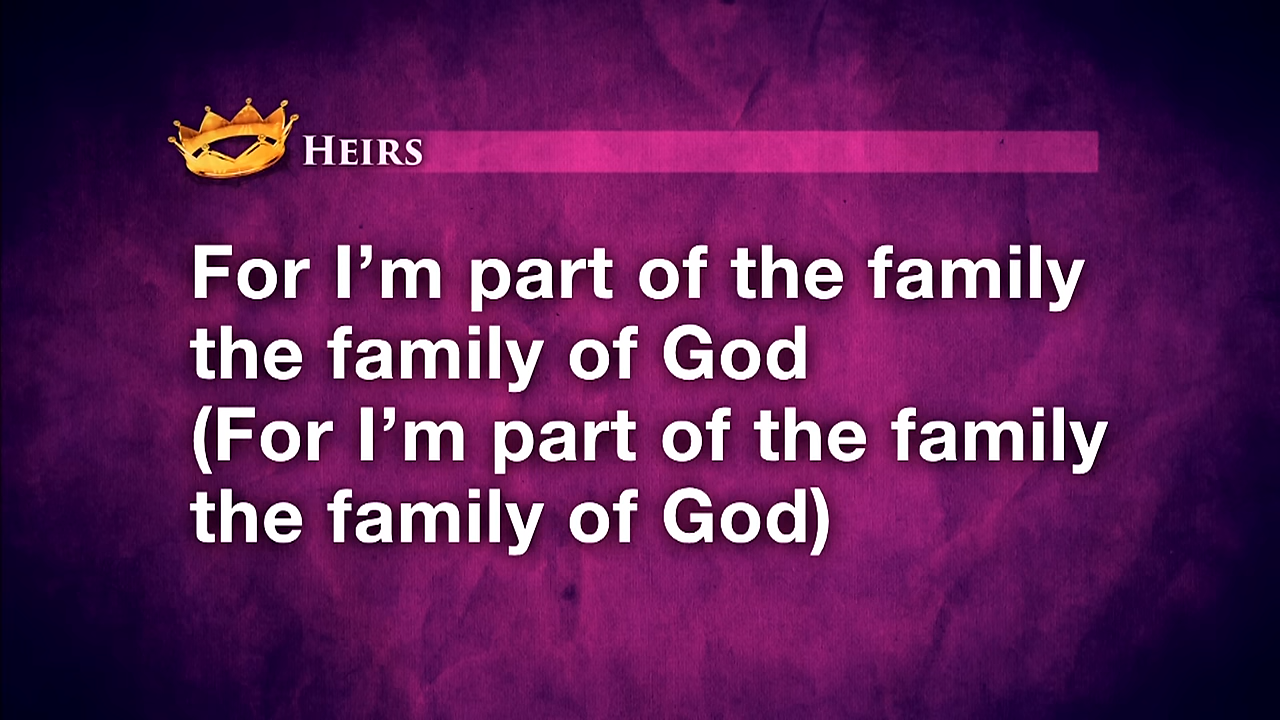 Heirs
For I’m part of the family
the family of God
(For I’m part of the family
the family of God)